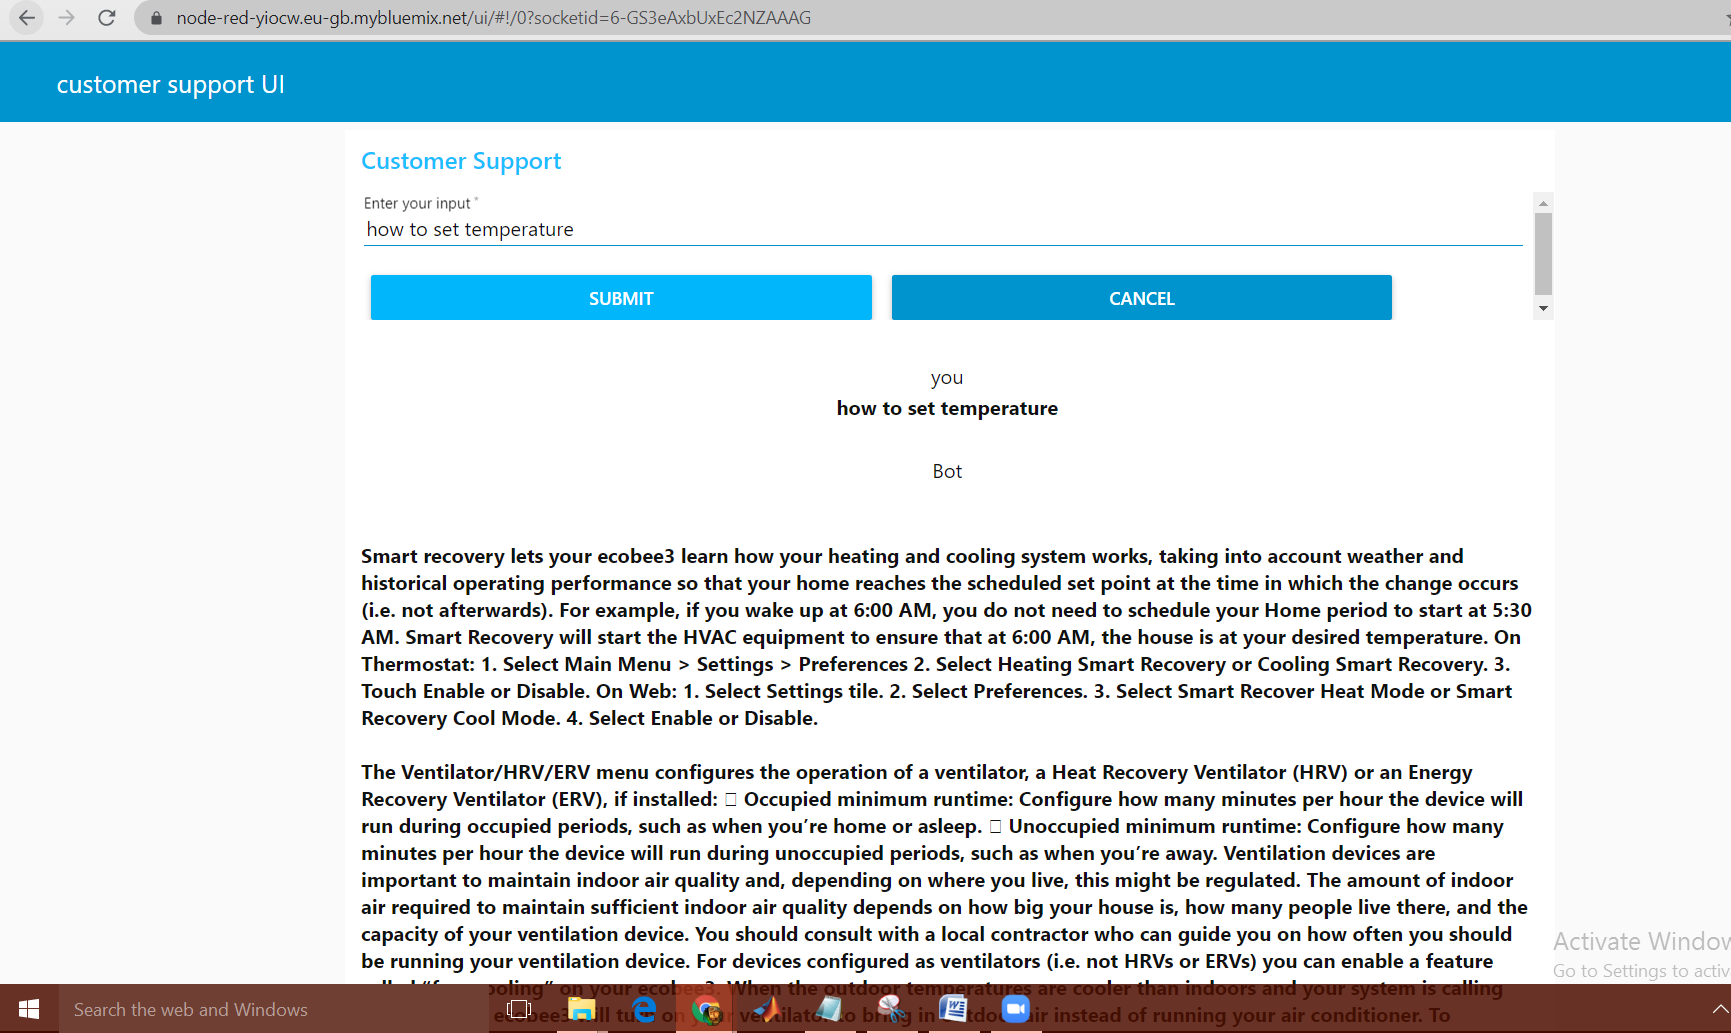 node-red-yiocw.eu-gb.mybluemix.net/ui/#!/0?socketid=6-GS3eAxbUxEc2NZAAAG
customer support UI
Customer Support
Enter your input *
how to set temperature
SUBMIT
CANCEL
you
how to set temperature
Bot
Smart recovery lets your ecobee3 learn how your heating and cooling system works, taking into account weather and
historical operating performance so that your home reaches the scheduled set point at the time in which the change occurs
(i.e. not afterwards). For example, if you wake up at 6:00 AM, you do not need to schedule your Home period to start at 5:30
AM. Smart Recovery will start the HVAC equipment to ensure that at 6:00 AM, the house is at your desired temperature. On
Thermostat: 1. Select Main Menu > Settings > Preferences 2. Select Heating Smart Recovery or Cooling Smart Recovery. 3.
Touch Enable or Disable. On Web: 1. Select Settings tile. 2. Select Preferences. 3. Select Smart Recover Heat Mode or Smart
Recovery Cool Mode. 4. Select Enable or Disable.
The Ventilator/HRV/ERV menu configures the operation of a ventilator, a Heat Recovery Ventilator (HRV) or an Energy
Recovery Ventilator (ERV), if installed: Occupied minimum runtime: Configure how many minutes per hour the device will
run during occupied periods, such as when you’re home or asleep. Unoccupied minimum runtime: Configure how many
minutes per hour the device will run during unoccupied periods, such as when you’re away. Ventilation devices are
important to maintain indoor air quality and, depending on where you live, this might be regulated. The amount of indoor
air required to maintain sufficient indoor air quality depends on how big your house is, how many people live there, and the
capacity of your ventilation device. You should consult with a local contractor who can guide you on how often you should
be running your ventilation device. For devices configured as ventilators (i.e. not HRVs or ERVs) you can enable a feature
on your ecobee3. When the outdoor temperatures are cooler than indoors and your system is calling
ecobee3 will turn ventilator to bring in air instead of running your air conditioner. To
Activate Window
Go to Settings to activ
Search the web and Windows